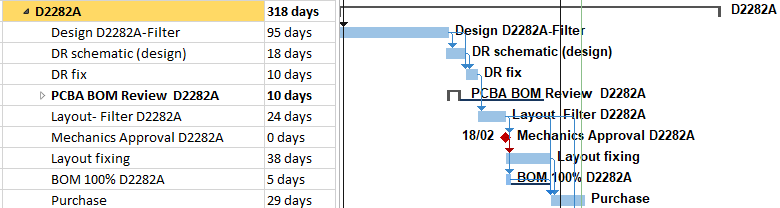 D2282A 318 days D2282A
Design D2282A-Filter 95 days Design D2282A-Filter
DR schematic (design) 18 days DR schematic (design)
DR fix 10 days DR fix
PCBA BOM Review D2282A 10 days PCBA BOM Review D2282A
Layout- Filter D2282A 24 days Layout- Filter D2282A
Mechanics Approval D2282A 0 days 18/02 Mechanics Approval D2282A
Layout fixing 38 days Layout fixing
BOM 100% D2282A 5 days BOM 100% D2282A
Purchase 29 days Purchase